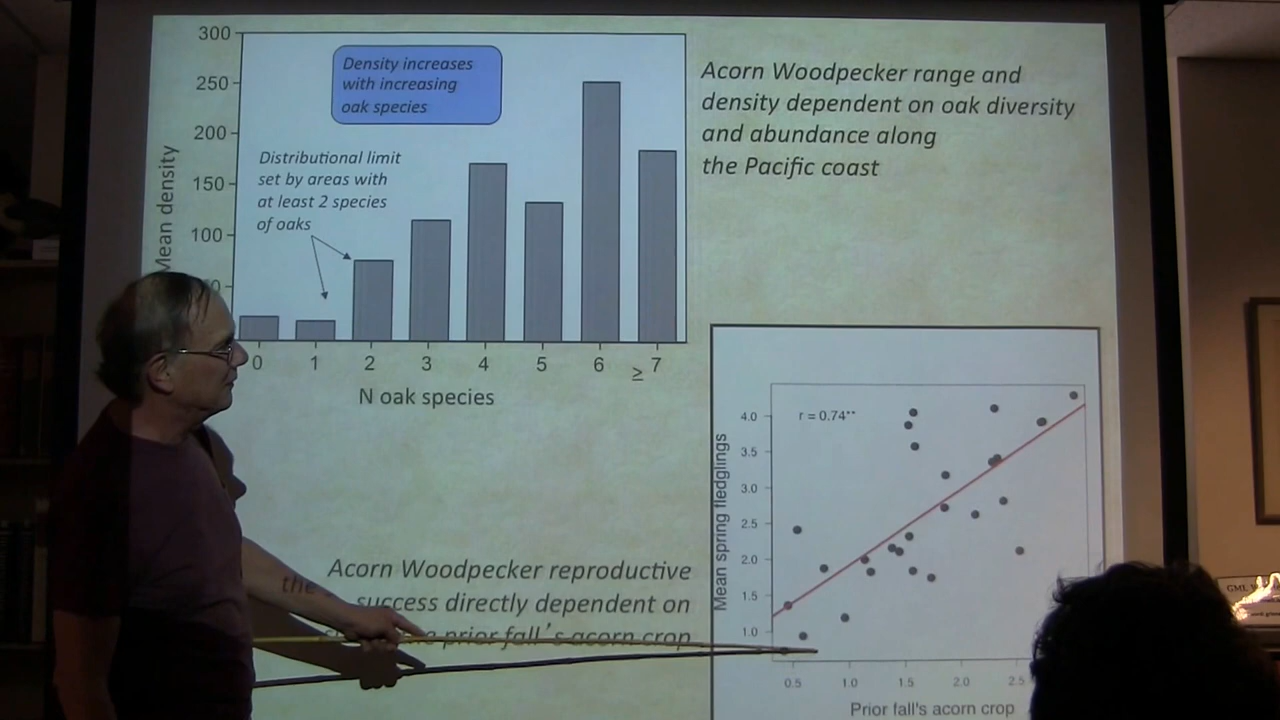 300
250
200
150
100
Mean density
Density increases
with increasing
oak species
Distributional limit
set by areas with
at least 2 species
of oaks
0 1 2 3 4 5 6 ≥ 7
N oak species
Acorn Woodpecker range and
density dependent on oak diversity
and abundance along
the Pacific coast
Acorn Woodpecker reproductive
success directly dependent on
the prior fall's acorn crop
r = 0.74**
4.0
3.5
3.0
2.5
2.0
1.5
1.0
Mean spring fledglings
0.5 1.0 1.5 2.0 2.5
Prior fall's acorn crop
GML